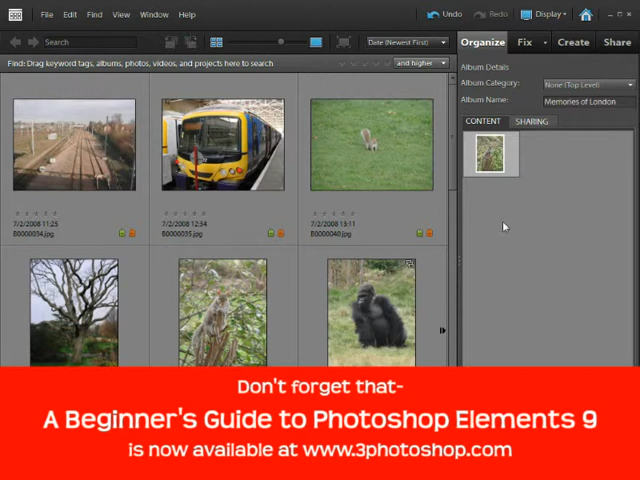 File Edit Find View Window Help Undo Redo Display
Search Date (Newest First) Organize Fix Create Share
Find: Drag keyword tags, albums, photos, videos, and projects here to search and higher
Album Details
Album Category: None (Top Level)
Album Name: Memories of London
CONTENT SHARING
7/2/2008 11:25 7/2/2008 12:34 7/2/2008 13:11
B0000034.jpg B0000035.jpg B0000040.jpg
Don't forget that-
A Beginner's Guide to Photoshop Elements 9
is now available at www.3photoshop.com